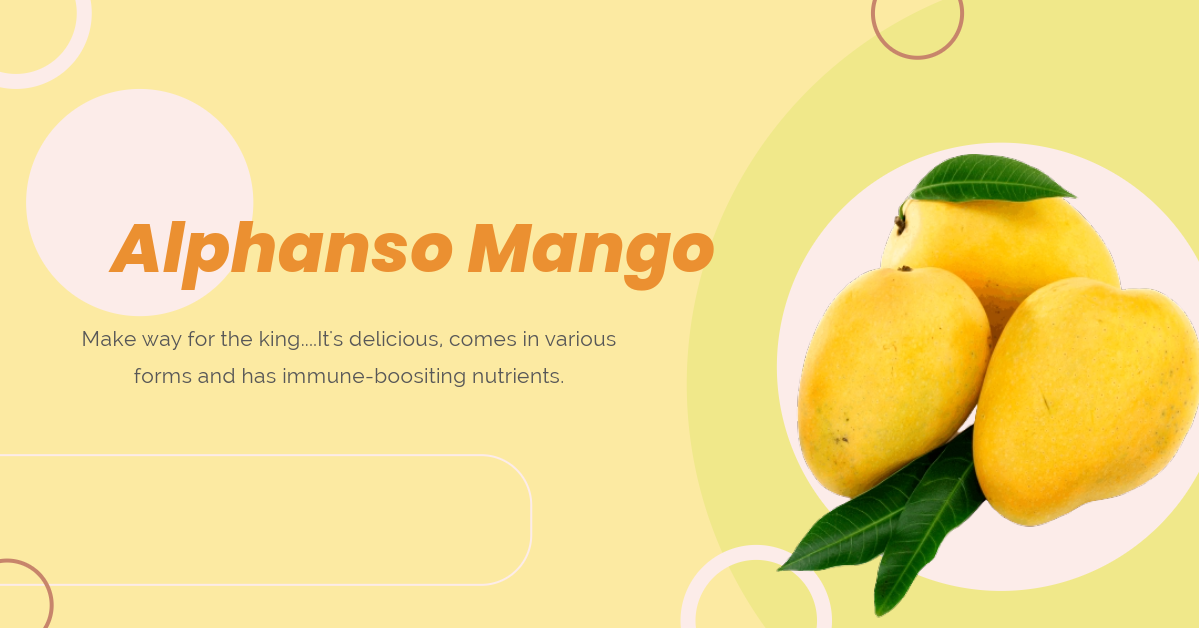 Alphanso Mango
Make way for the king....It's delicious, comes in various
forms and has immune-boositing nutrients.